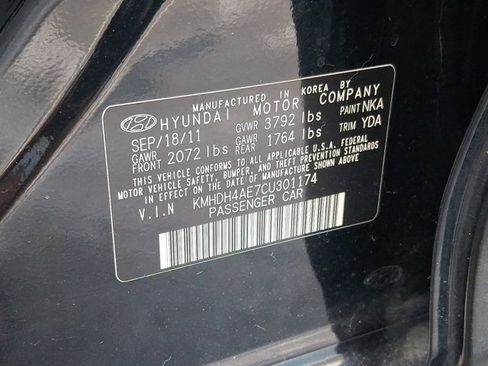 MANUFACTURED IN KOREA BY
HYUNDAI MOTOR COMPANY
SEP/18/11 GVWR 3792 lbs PAINT NKA
GAWR FRONT 2072 lbs GAWR REAR 1764 lbs TRIM YDA
THIS VEHICLE CONFORMS TO ALL APPLICABLE U.S.A. FEDERAL
MOTOR VEHICLE SAFETY, BUMPER, AND THEFT PREVENTION STANDARDS
IN EFFECT ON THE DATE OF MANUFACTURE SHOWN ABOVE.
V.I.N KMHDH4AE7CU301174
PASSENGER CAR